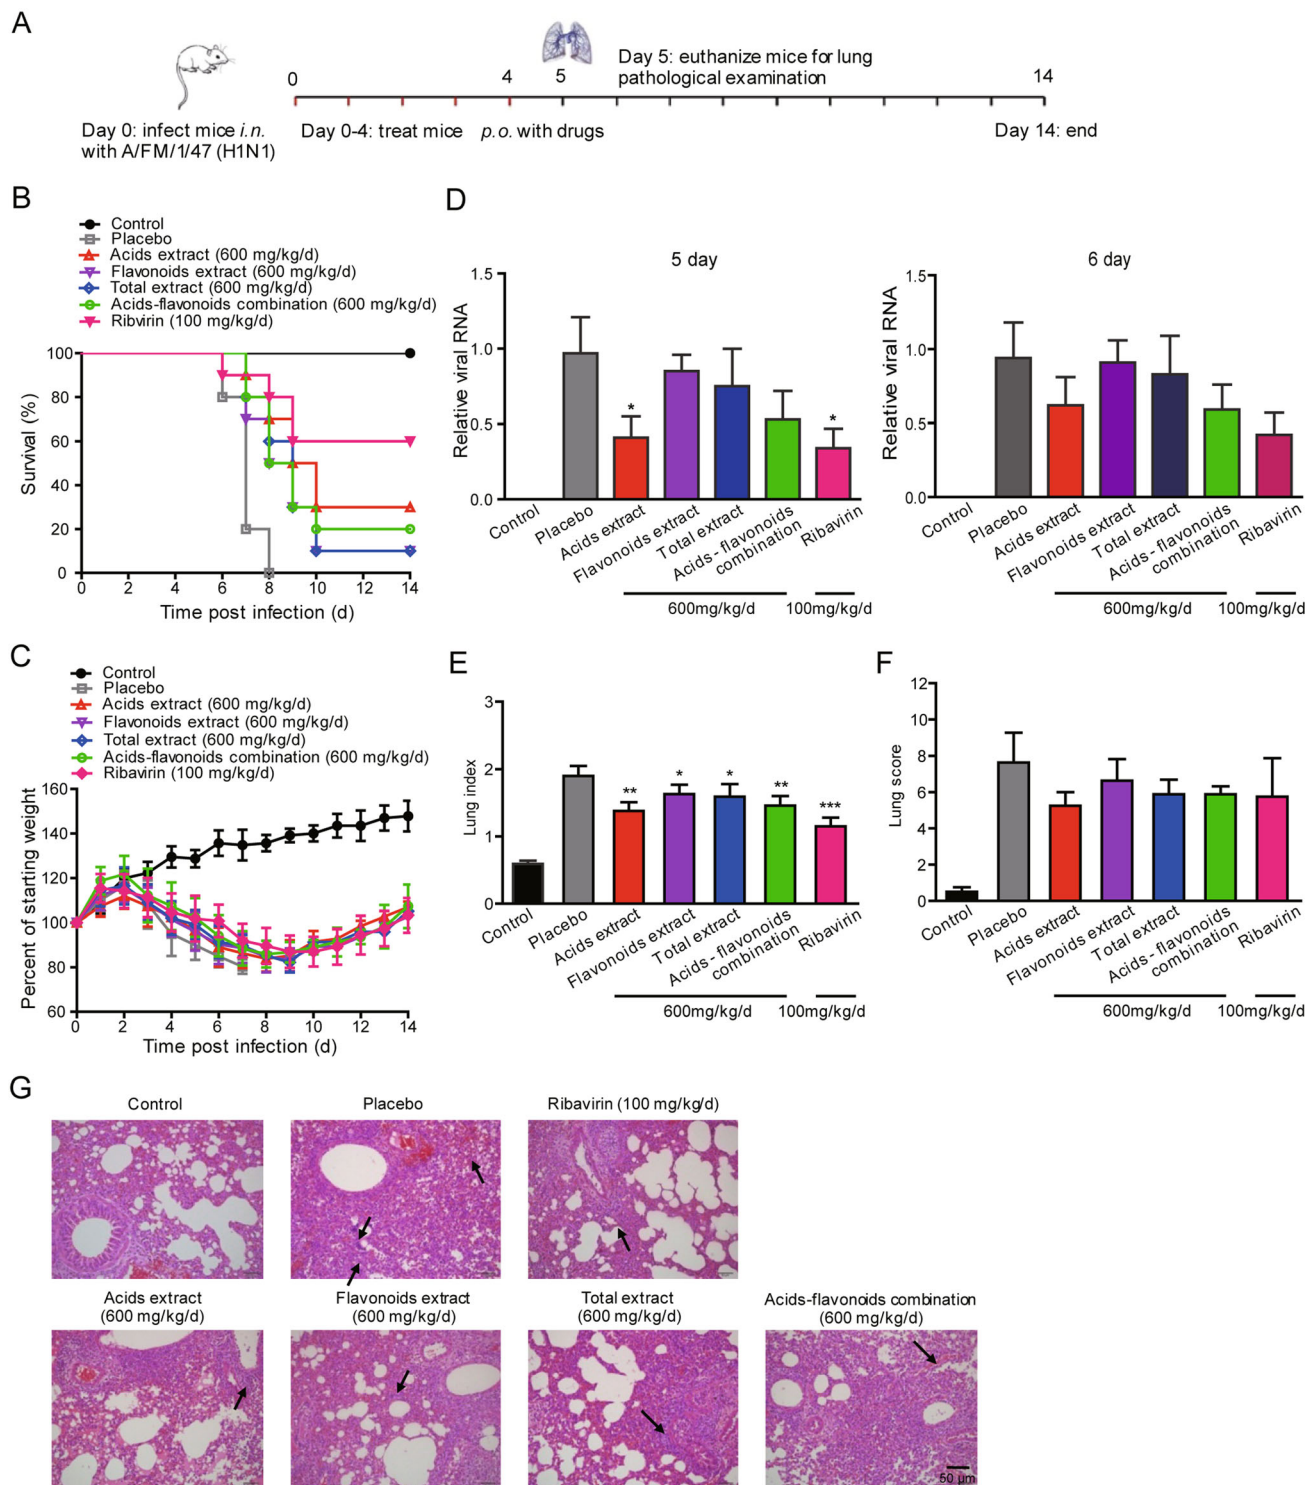 A
0
4
5
Day 5: euthanize mice for lung
pathological examination
14
Day 0: infect mice i.n.
with A/FM/1/47 (H1N1)
Day 0-4: treat mice p.o. with drugs
Day 14: end
B
Control
Placebo
Acids extract (600 mg/kg/d)
Flavonoids extract (600 mg/kg/d)
Total extract (600 mg/kg/d)
Acids-flavonoids combination (600 mg/kg/d)
Ribvirin (100 mg/kg/d)
Survival (%)
100
80
60
40
20
0
0 2 4 6 8 10 12 14
Time post infection (d)
D
5 day
Relative viral RNA
1.5
1.0
0.5
0.0
*
*
Control
Placebo
Acids extract
Flavonoids extract
Total extract
Acids - flavonoids
combination
Ribavirin
600mg/kg/d
100mg/kg/d
6 day
Relative viral RNA
1.5
1.0
0.5
0.0
Control
Placebo
Acids extract
Flavonoids extract
Total extract
Acids - flavonoids
combination
Ribavirin
600mg/kg/d
100mg/kg/d
C
Control
Placebo
Acids extract (600 mg/kg/d)
Flavonoids extract (600 mg/kg/d)
Total extract (600 mg/kg/d)
Acids-flavonoids combination (600 mg/kg/d)
Ribavirin (100 mg/kg/d)
Percent of starting weight
160
140
120
100
80
60
0 2 4 6 8 10 12 14
Time post infection (d)
E
Lung index
3
2
1
0
**
*
*
**
***
Control
Placebo
Acids extract
Flavonoids extract
Total extract
Acids - flavonoids
combination
Ribavirin
600mg/kg/d
100mg/kg/d
F
Lung score
12
10
8
6
4
2
0
Control
Placebo
Acids extract
Flavonoids extract
Total extract
Acids - flavonoids
combination
Ribavirin
600mg/kg/d
100mg/kg/d
G
Control
Placebo
Ribavirin (100 mg/kg/d)
Acids extract
(600 mg/kg/d)
Flavonoids extract
(600 mg/kg/d)
Total extract
(600 mg/kg/d)
Acids-flavonoids combination
(600 mg/kg/d)
50 µm